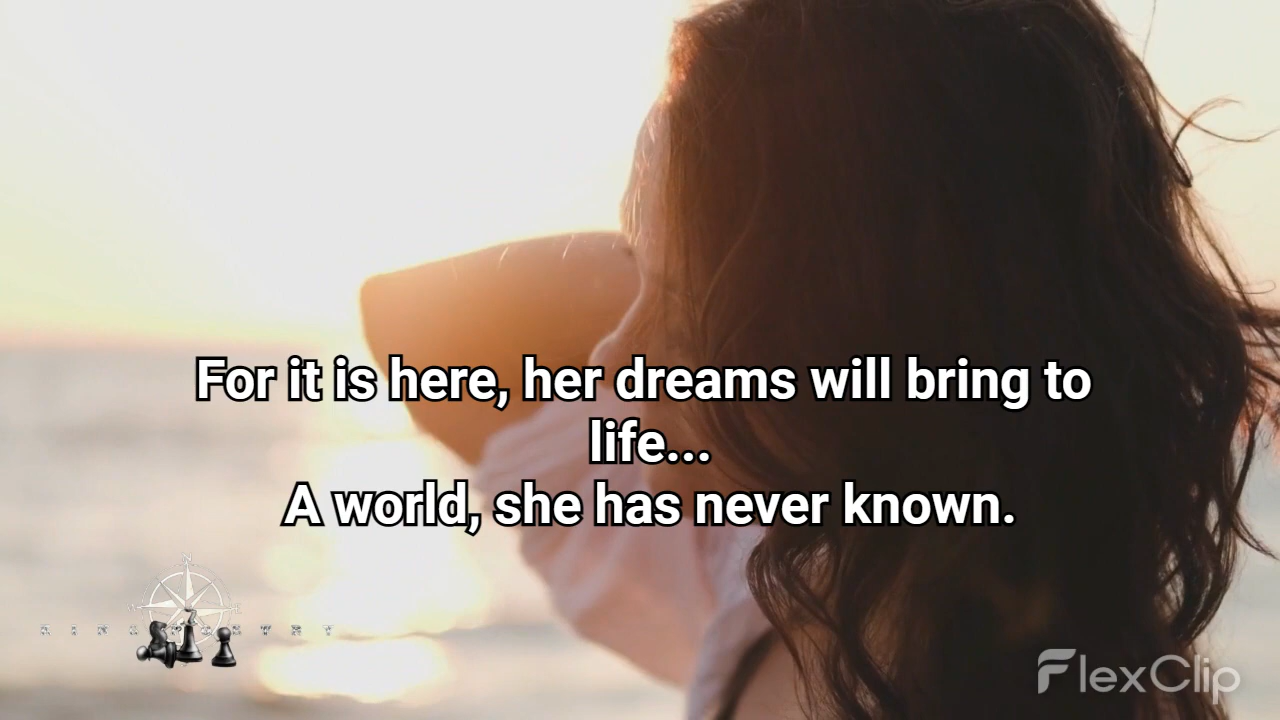 For it is here, her dreams will bring to
life...
A world, she has never known.
N
FlexClip